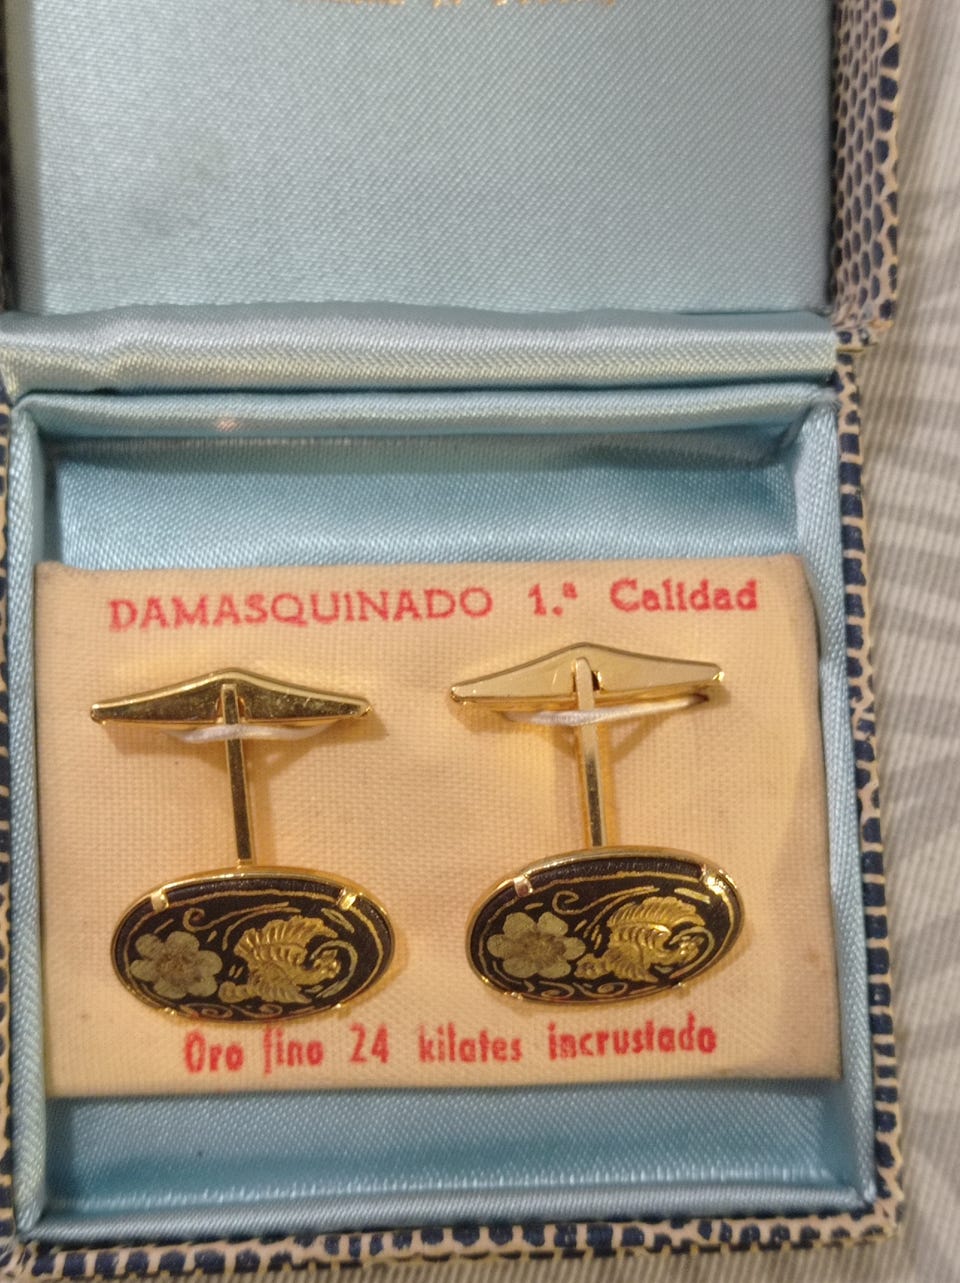 DAMASQUINADO 1.ª Calidad
Oro fino 24 kilates incrustado